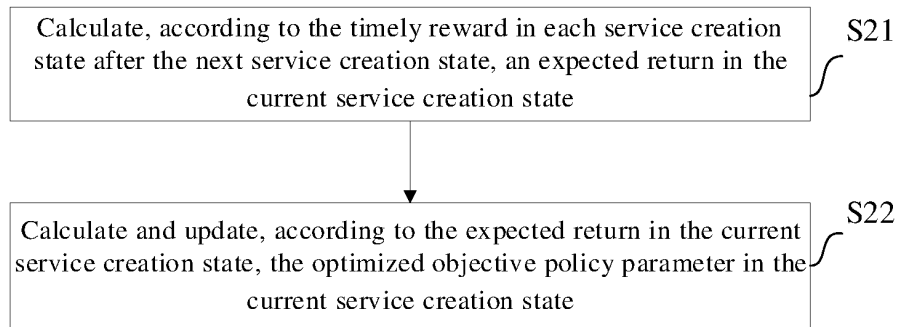 Calculate, according to the timely reward in each service creation
state after the next service creation state, an expected return in the
current service creation state
S21
Calculate and update, according to the expected return in the current
service creation state, the optimized objective policy parameter in the
current service creation state
S22